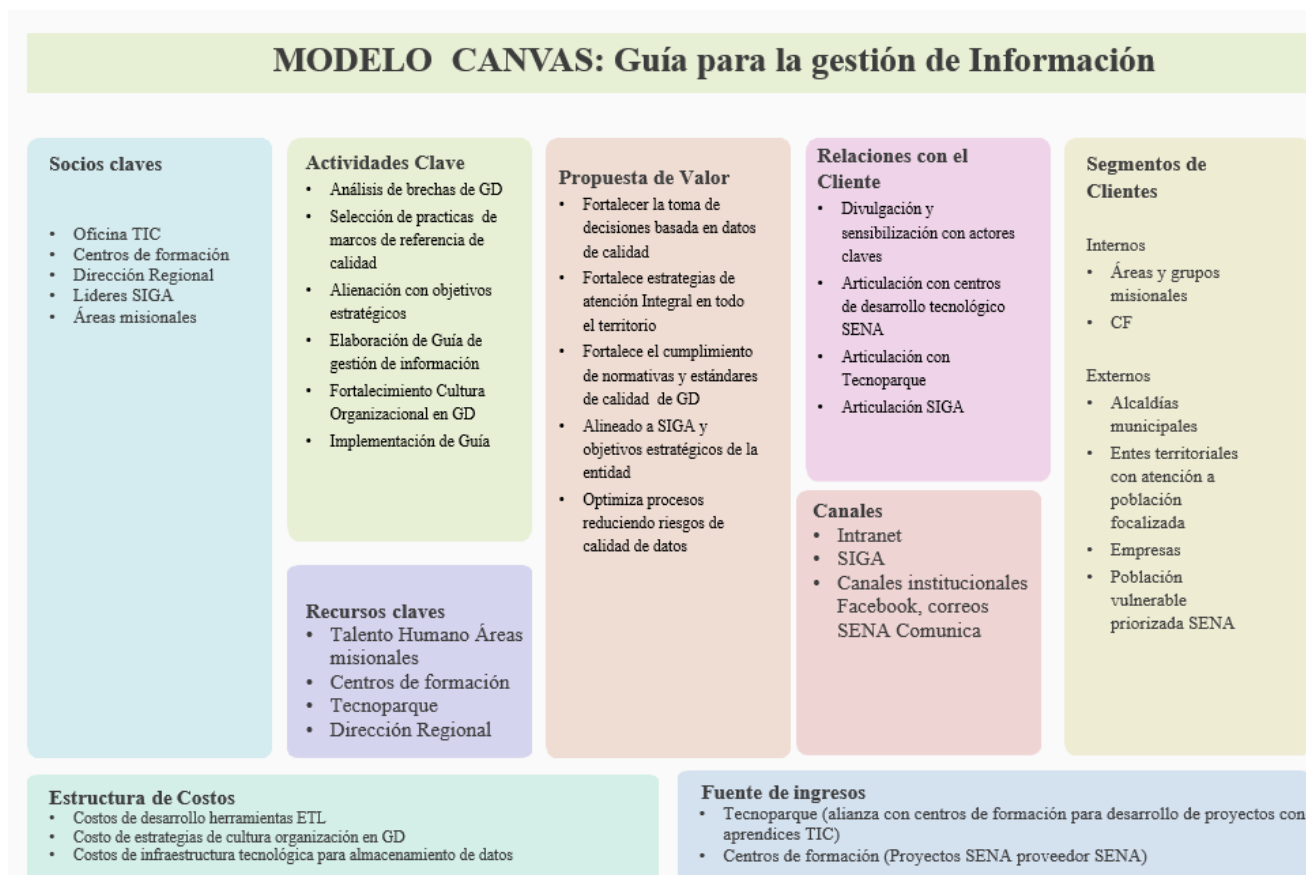 MODELO CANVAS: Guía para la gestión de Información
Socios claves
• Oficina TIC
• Centros de formación
• Dirección Regional
• Lideres SIGA
• Áreas misionales
Actividades Clave
• Análisis de brechas de GD
• Selección de practicas de
marcos de referencia de
calidad
• Alienación con objetivos
estratégicos
• Elaboración de Guía de
gestión de información
• Fortalecimiento Cultura
Organizacional en GD
• Implementación de Guía
Recursos claves
• Talento Humano Áreas
misionales
• Centros de formación
• Tecnoparque
• Dirección Regional
Propuesta de Valor
• Fortalecer la toma de
decisiones basada en datos
de calidad
• Fortalece estrategias de
atención Integral en todo
el territorio
• Fortalece el cumplimiento
de normativas y estándares
de calidad de GD
• Alineado a SIGA y
objetivos estratégicos de la
entidad
• Optimiza procesos
reduciendo riesgos de
calidad de datos
Relaciones con el
Cliente
• Divulgación y
sensibilización con actores
claves
• Articulación con centros
de desarrollo tecnológico
SENA
• Articulación con
Tecnoparque
• Articulación SIGA
Canales
• Intranet
• SIGA
• Canales institucionales
Facebook, correos
SENA Comunica
Segmentos de
Clientes
Internos
• Áreas y grupos
misionales
• CF
Externos
• Alcaldías
municipales
• Entes territoriales
con atención a
población
focalizada
• Empresas
• Población
vulnerable
priorizada SENA
Estructura de Costos
• Costos de desarrollo herramientas ETL
• Costo de estrategias de cultura organización en GD
• Costos de infraestructura tecnológica para almacenamiento de datos
Fuente de ingresos
• Tecnoparque (alianza con centros de formación para desarrollo de proyectos con
aprendices TIC)
• Centros de formación (Proyectos SENA proveedor SENA)